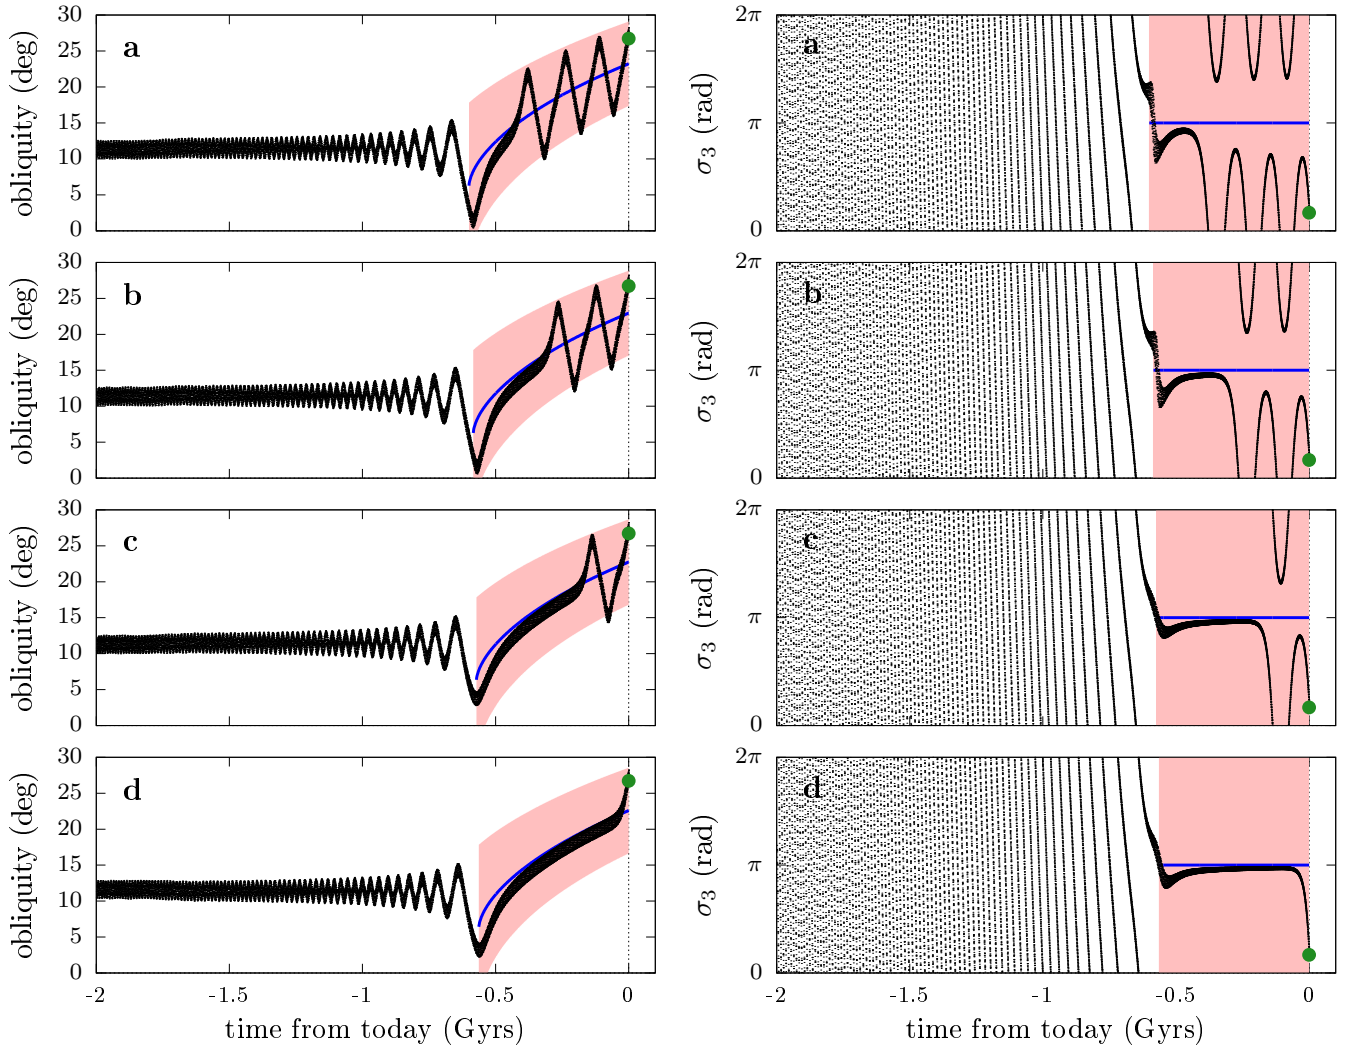 30
25
20
15
10
5
0
obliquity (deg)
a
2π
π
0
σ3 (rad)
a
30
25
20
15
10
5
0
obliquity (deg)
b
2π
π
0
σ3 (rad)
b
30
25
20
15
10
5
0
obliquity (deg)
c
2π
π
0
σ3 (rad)
c
30
25
20
15
10
5
0
obliquity (deg)
d
-2 -1.5 -1 -0.5 0
time from today (Gyrs)
2π
π
0
σ3 (rad)
d
-2 -1.5 -1 -0.5 0
time from today (Gyrs)